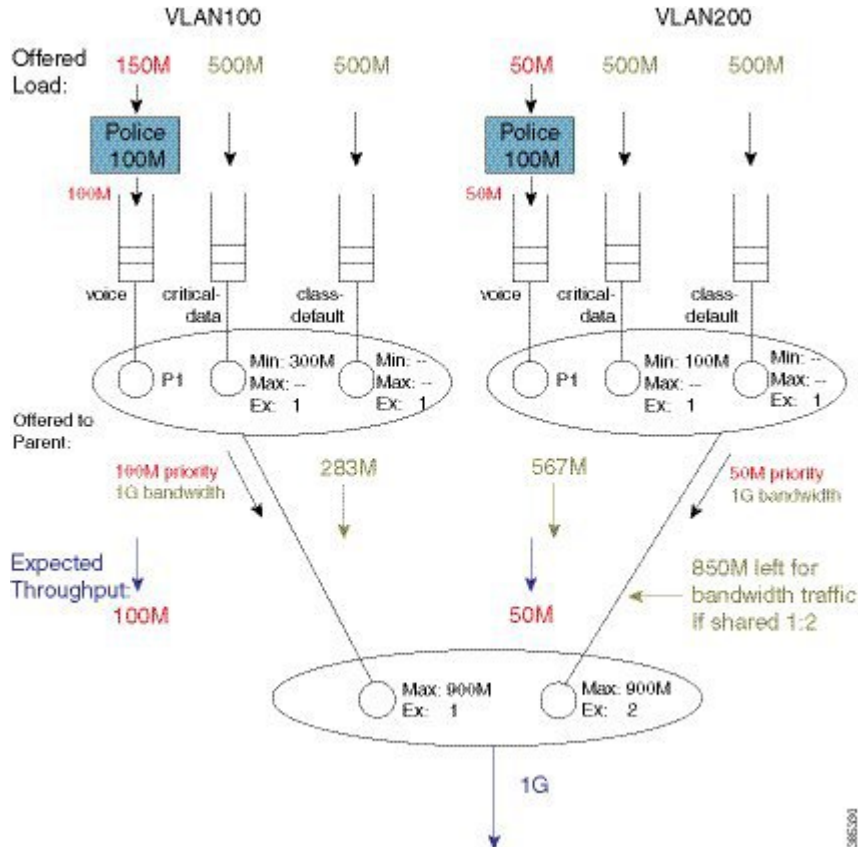 VLAN100
VLAN200
Offered
Load:
150M
500M
500M
50M
500M
500M
Police
100M
Police
100M
100M
50M
voice
critical-
data
class-
default
voice
critical-
data
class-
default
P1
Min: 300M
Max: --
Ex: 1
Min: --
Max: --
Ex: 1
P1
Min: 100M
Max: --
Ex: 1
Min: --
Max: --
Ex: 1
Offered to
Parent:
100M priority
1G bandwidth
283M
567M
50M priority
1G bandwidth
Expected
Throughput:
100M
50M
850M left for
bandwidth traffic
if shared 1:2
Max: 900M
Ex: 1
Max: 900M
Ex: 2
1G